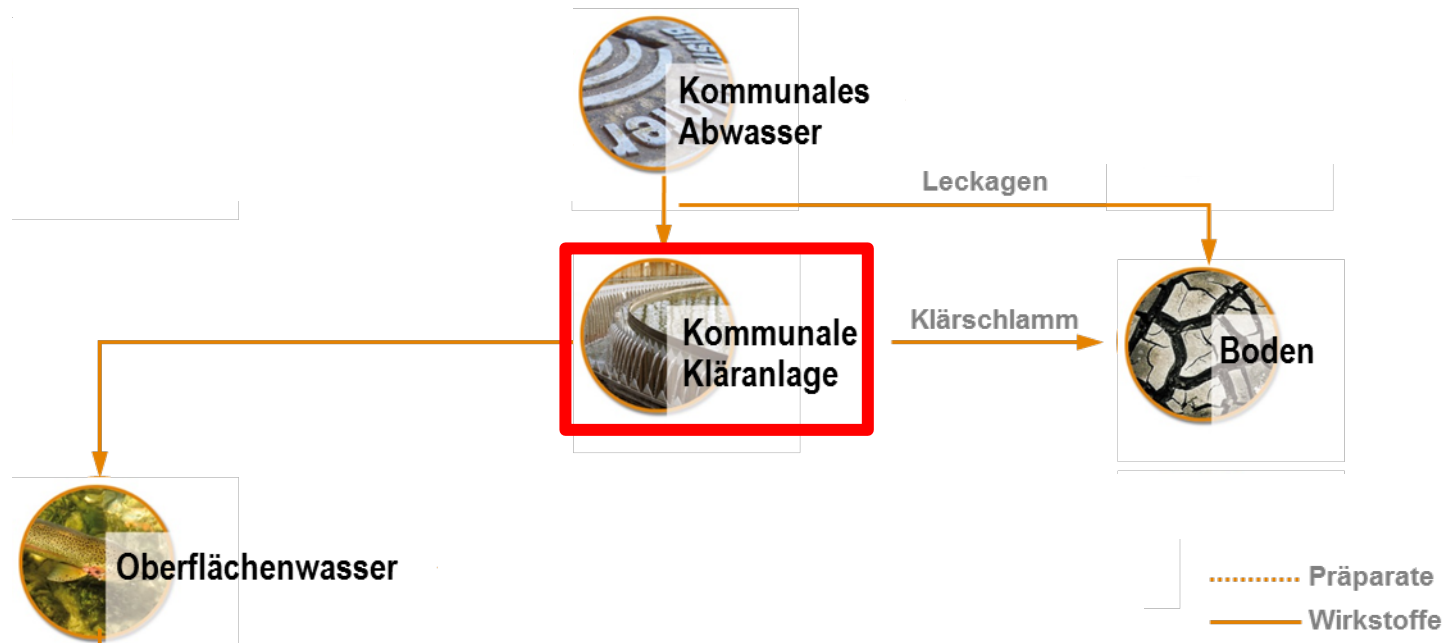 Kommunales
Abwasser
Leckagen
Kommunale
Kläranlage
Klärschlamm
Boden
Oberflächenwasser
Präparate
Wirkstoffe